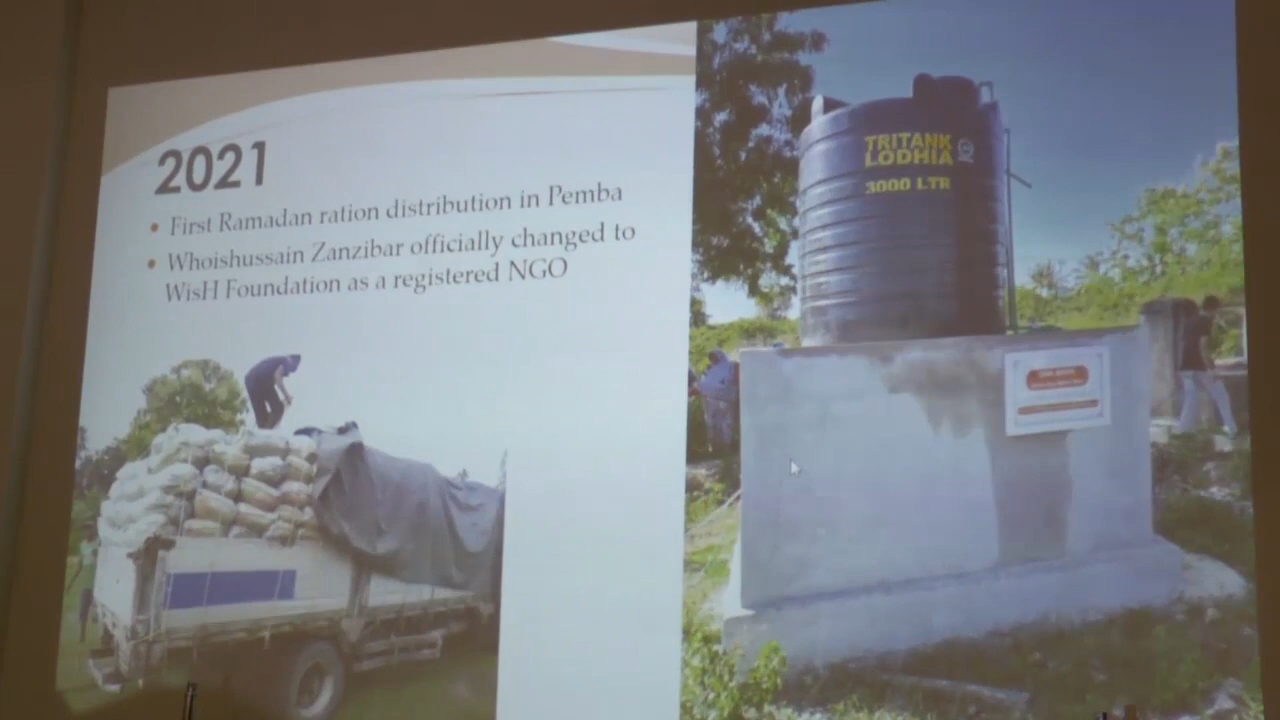 2021
• First Ramadan ration distribution in Pemba
• Whoishussain Zanzibar officially changed to
WisH Foundation as a registered NGO
TRITANK
LODHIA
3000 LTR